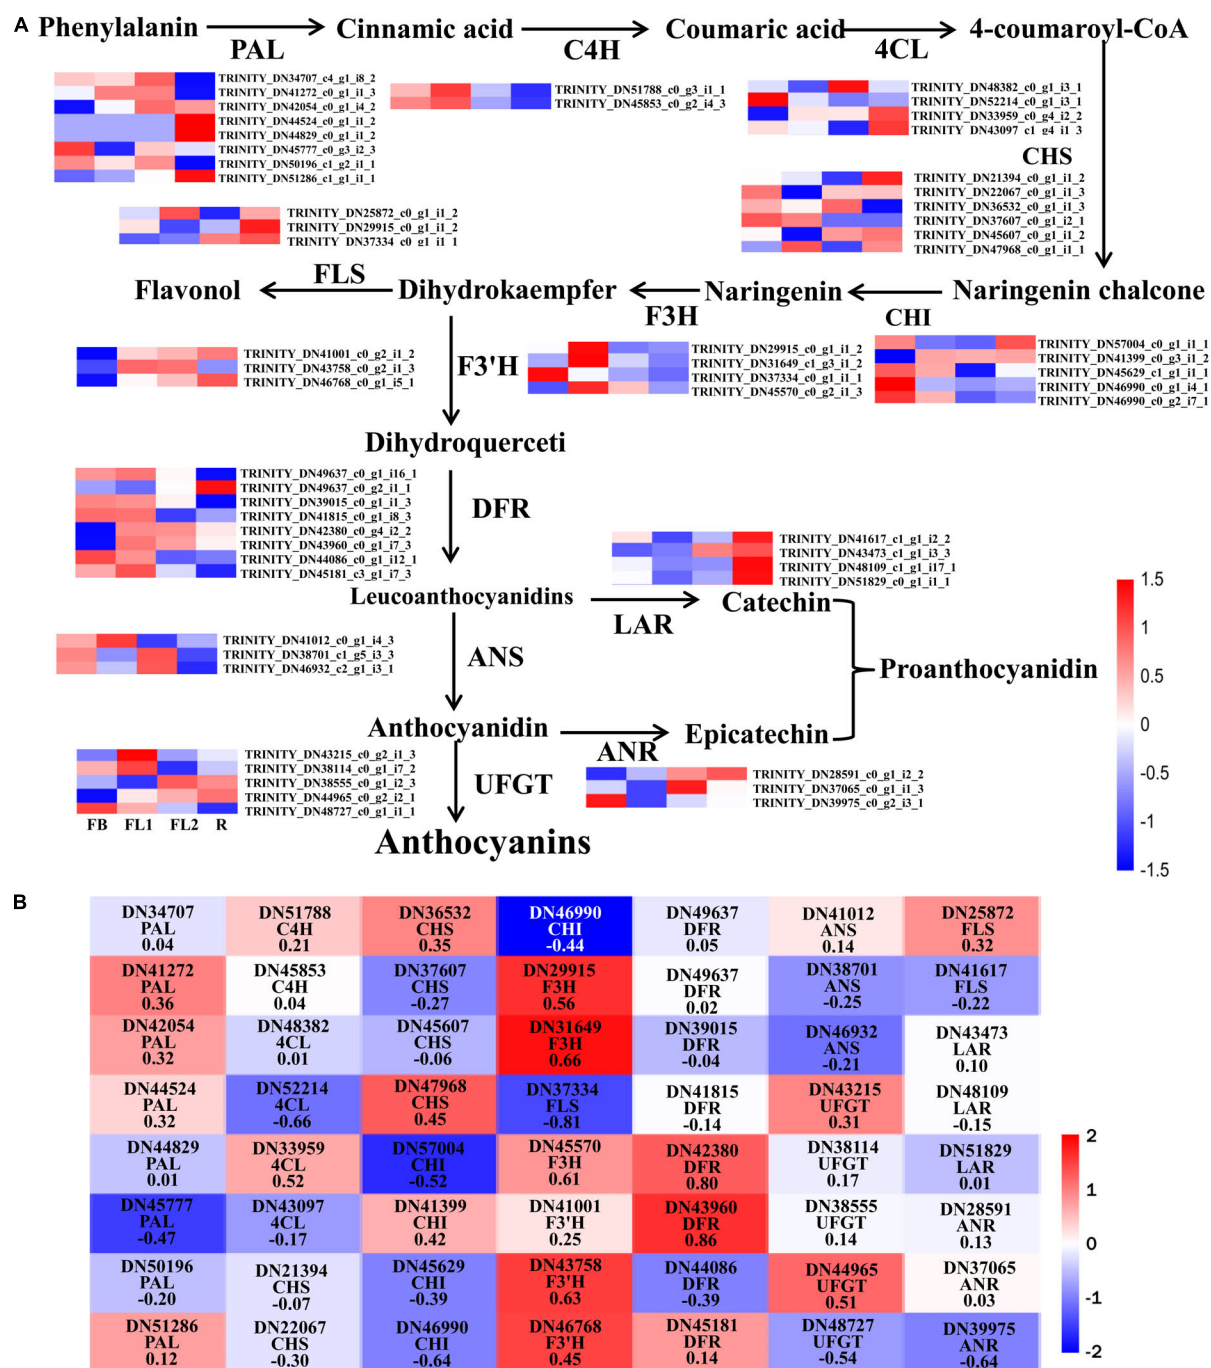 A
Phenylalanin
Cinnamic acid
Coumaric acid
4-coumaroyl-CoA
PAL
C4H
4CL
TRINITY_DN34707_c4_g1_i8_2
TRINITY_DN41272_c0_g1_i1_3
TRINITY_DN42054_c0_g1_i4_2
TRINITY_DN44524_c0_g1_i1_2
TRINITY_DN44829_c0_g1_i1_2
TRINITY_DN45777_c0_g3_i2_3
TRINITY_DN50196_c1_g2_i1_1
TRINITY_DN51286_c1_g1_i1_1
TRINITY_DN51788_c0_g3_i1_1
TRINITY_DN45853_c0_g2_i4_3
TRINITY_DN48382_c0_g1_i3_1
TRINITY_DN52214_c0_g1_i3_1
TRINITY_DN33959_c0_g4_i2_2
TRINITY_DN43097_c1_g4_i1_3
CHS
TRINITY_DN21394_c0_g1_i1_2
TRINITY_DN22067_c0_g1_i1_3
TRINITY_DN36532_c0_g1_i1_3
TRINITY_DN37607_c0_g1_i2_1
TRINITY_DN45607_c0_g1_i1_2
TRINITY_DN47968_c0_g1_i1_1
TRINITY_DN25872_c0_g1_i1_2
TRINITY_DN29915_c0_g1_i1_2
TRINITY_DN37334_c0_g1_i1_1
Flavonol
FLS
Dihydrokaempfer
F3H
Naringenin
CHI
Naringenin chalcone
TRINITY_DN41001_c0_g2_i1_2
TRINITY_DN43758_c0_g2_i1_3
TRINITY_DN46768_c0_g1_i5_1
F3'H
TRINITY_DN29915_c0_g1_i1_2
TRINITY_DN31649_c1_g3_i1_2
TRINITY_DN37334_c0_g1_i1_1
TRINITY_DN45570_c0_g2_i1_3
TRINITY_DN57004_c0_g1_i1_1
TRINITY_DN41399_c0_g3_i1_2
TRINITY_DN45629_c1_g1_i1_1
TRINITY_DN46990_c0_g1_i4_1
TRINITY_DN46990_c0_g2_i7_1
Dihydroquerceti
TRINITY_DN49637_c0_g1_i16_1
TRINITY_DN49637_c0_g2_i1_1
TRINITY_DN39015_c0_g1_i1_3
TRINITY_DN41815_c0_g1_i8_3
TRINITY_DN42380_c0_g4_i2_2
TRINITY_DN43960_c0_g1_i7_3
TRINITY_DN44086_c0_g1_i12_1
TRINITY_DN45181_c3_g1_i7_3
DFR
TRINITY_DN41617_c1_g1_i2_2
TRINITY_DN43473_c1_g1_i3_3
TRINITY_DN48109_c1_g1_i17_1
TRINITY_DN51829_c0_g1_i1_1
Leucoanthocyanidins
LAR
Catechin
TRINITY_DN41012_c0_g1_i4_3
TRINITY_DN38701_c1_g5_i3_3
TRINITY_DN46932_c2_g1_i3_1
ANS
Proanthocyanidin
Anthocyanidin
ANR
Epicatechin
TRINITY_DN43215_c0_g2_i1_3
TRINITY_DN38114_c0_g1_i7_2
TRINITY_DN38555_c0_g1_i2_3
TRINITY_DN44965_c0_g2_i2_1
TRINITY_DN48727_c0_g1_i1_1
FB FL1 FL2 R
UFGT
TRINITY_DN28591_c0_g1_i2_2
TRINITY_DN37065_c0_g1_i1_3
TRINITY_DN39975_c0_g2_i3_1
Anthocyanins
1.5
1
0.5
0
-0.5
-1
-1.5
B
DN34707 DN51788 DN36532 DN46990 DN49637 DN41012 DN25872
PAL C4H CHS CHI DFR ANS FLS
0.04 0.21 0.35 -0.44 0.05 0.14 0.32
DN41272 DN45853 DN37607 DN29915 DN49637 DN38701 DN41617
PAL C4H CHS F3H DFR ANS FLS
0.36 0.04 -0.27 0.56 0.02 -0.25 -0.22
DN42054 DN48382 DN45607 DN31649 DN39015 DN46932 DN43473
PAL 4CL CHS F3H DFR ANS LAR
0.32 0.01 -0.06 0.66 -0.04 -0.21 0.10
DN44524 DN52214 DN47968 DN37334 DN41815 DN43215 DN48109
PAL 4CL CHS FLS DFR UFGT LAR
0.32 -0.66 0.45 -0.81 -0.14 0.31 -0.15
DN44829 DN33959 DN57004 DN45570 DN42380 DN38114 DN51829
PAL 4CL CHI F3H DFR UFGT LAR
0.01 0.52 -0.52 0.61 0.80 0.17 0.01
DN45777 DN43097 DN41399 DN41001 DN43960 DN38555 DN28591
PAL 4CL CHI F3'H DFR UFGT ANR
-0.47 -0.17 0.42 0.25 0.86 0.14 0.13
DN50196 DN21394 DN45629 DN43758 DN44086 DN44965 DN37065
PAL CHS CHI F3'H DFR UFGT ANR
-0.20 -0.07 -0.39 0.63 -0.39 0.51 0.03
DN51286 DN22067 DN46990 DN46768 DN45181 DN48727 DN39975
PAL CHS CHI F3'H DFR UFGT ANR
0.12 -0.30 -0.64 0.45 0.14 -0.54 -0.64
2
1
0
-1
-2